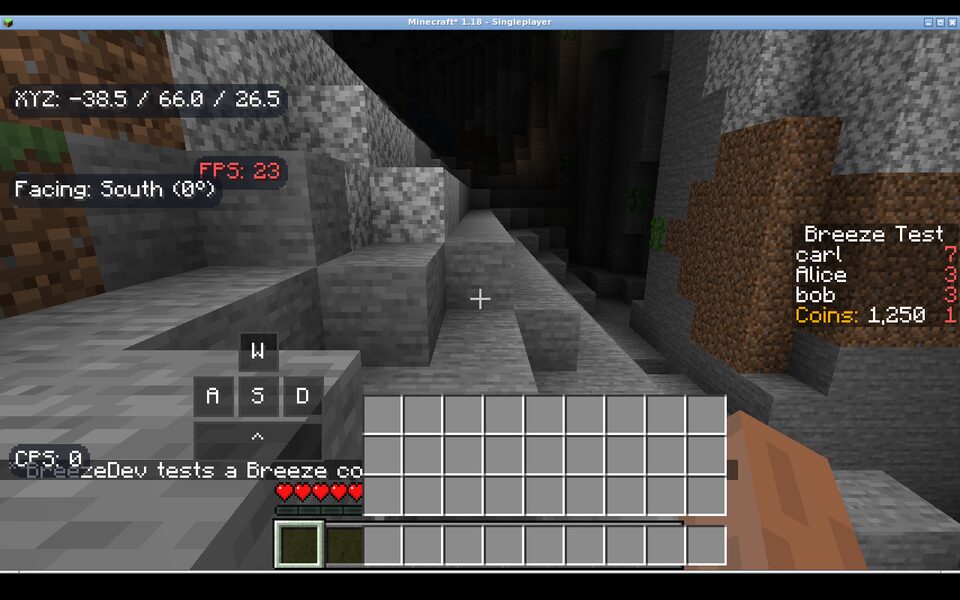 Minecraft* 1.18 - Singleplayer
XYZ: -38.5 / 66.0 / 26.5
FPS: 23
Facing: South (0°)
Breeze Test
carl 7
Alice 3
bob 3
Coins: 1,250 1
W
A S D
^
CPS: 0
BreezeDev tests a Breeze co